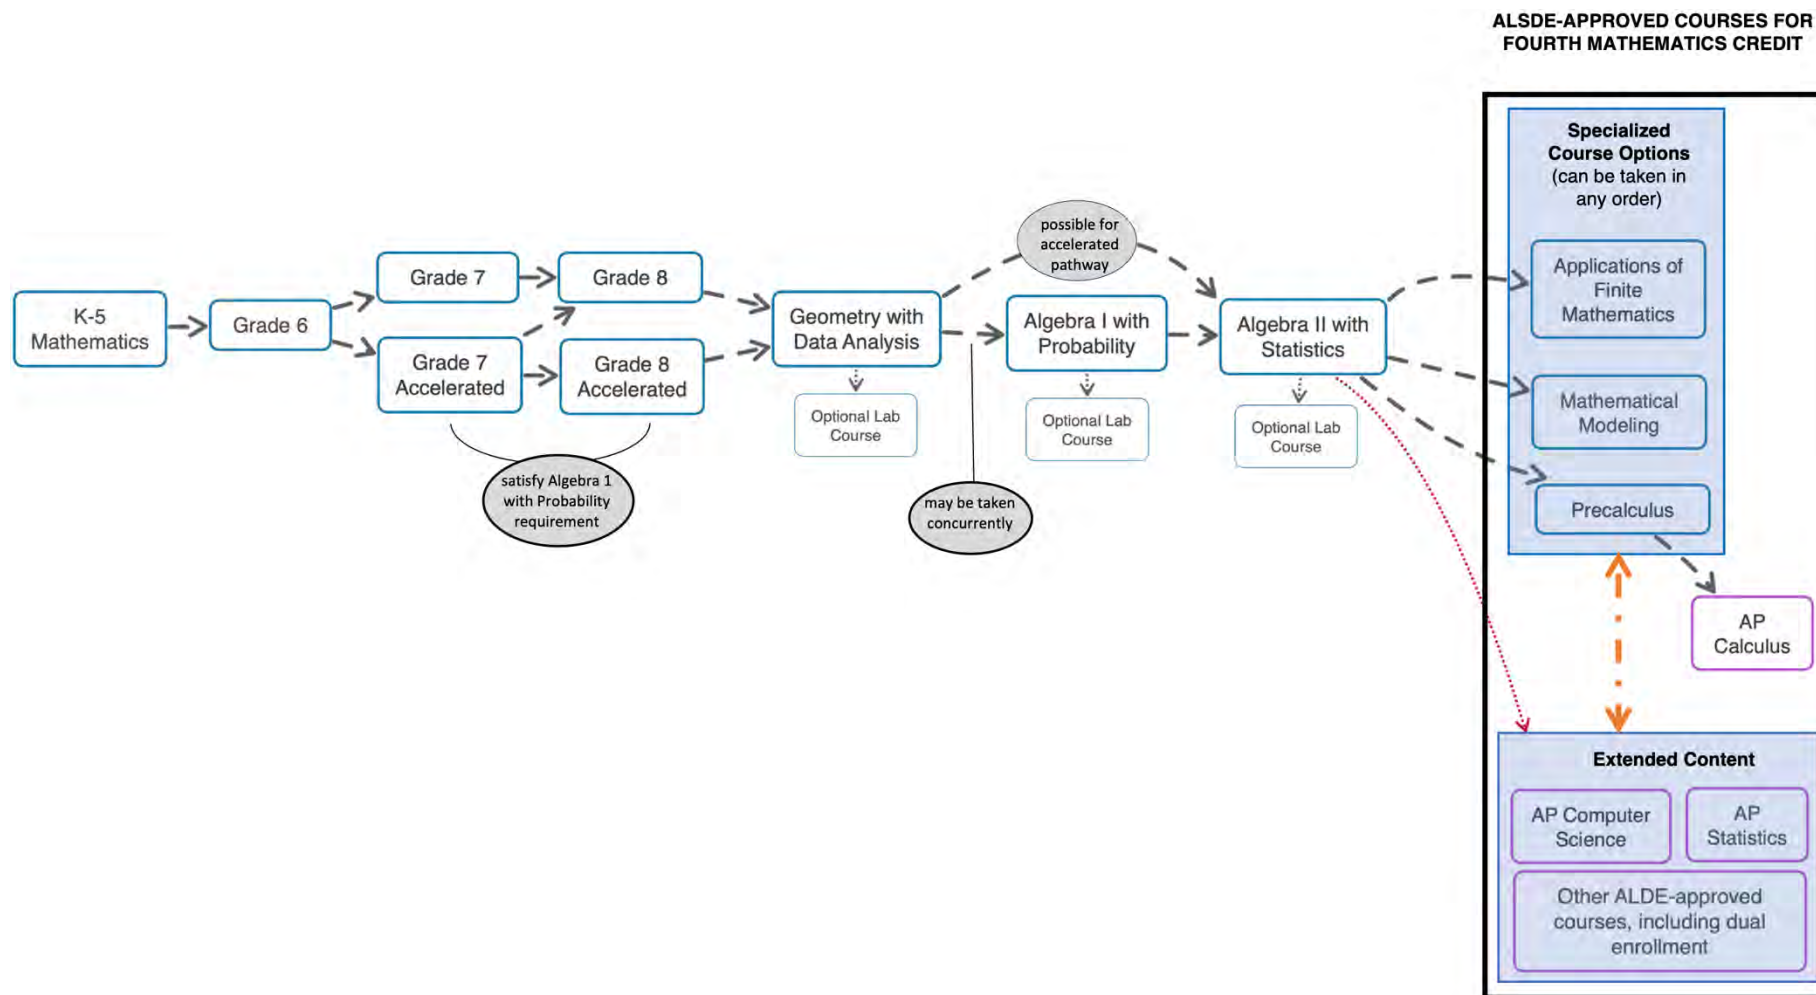 ALSDE-APPROVED COURSES FOR
FOURTH MATHEMATICS CREDIT
K-5
Mathematics
Grade 6
Grade 7
Grade 8
Grade 7
Accelerated
Grade 8
Accelerated
satisfy Algebra 1
with Probability
requirement
Geometry with
Data Analysis
Optional Lab
Course
may be taken
concurrently
possible for
accelerated
pathway
Algebra I with
Probability
Optional Lab
Course
Algebra II with
Statistics
Optional Lab
Course
Specialized
Course Options
(can be taken in
any order)
Applications of
Finite
Mathematics
Mathematical
Modeling
Precalculus
AP
Calculus
Extended Content
AP Computer
Science
AP
Statistics
Other ALDE-approved
courses, including dual
enrollment